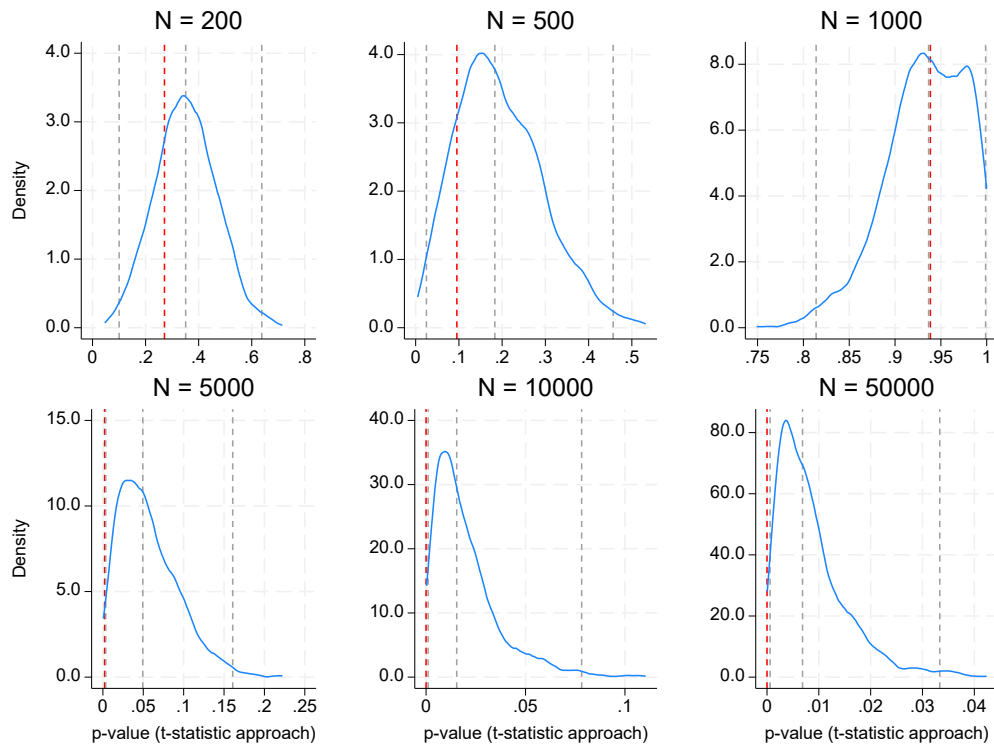 N = 200
N = 500
N = 1000
Density
4.0
3.0
2.0
1.0
0.0
0 .2 .4 .6 .8
4.0
3.0
2.0
1.0
0.0
0 .1 .2 .3 .4 .5
8.0
6.0
4.0
2.0
0.0
.75 .8 .85 .9 .95 1
N = 5000
N = 10000
N = 50000
Density
15.0
10.0
5.0
0.0
0 .05 .1 .15 .2 .25
p-value (t-statistic approach)
40.0
30.0
20.0
10.0
0.0
0 .05 .1
p-value (t-statistic approach)
80.0
60.0
40.0
20.0
0.0
0 .01 .02 .03 .04
p-value (t-statistic approach)